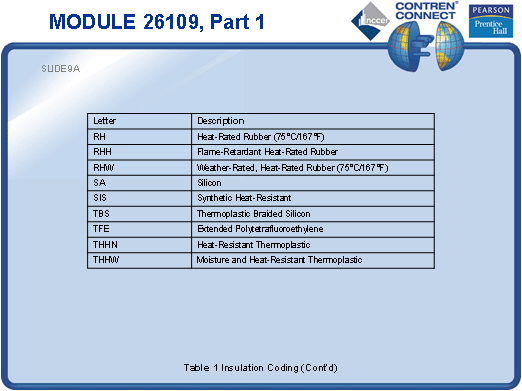 MODULE 26109, Part 1
nccer
CONTREN®
CONNECT
PEARSON
Prentice
Hall
SLIDE 9A
Letter Description
RH Heat-Rated Rubber (75°C/167°F)
RHH Flame-Retardant Heat-Rated Rubber
RHW Weather-Rated, Heat-Rated Rubber (75°C/167°F)
SA Silicon
SIS Synthetic Heat-Resistant
TBS Thermoplastic Braided Silicon
TFE Extended Polytetrafluoroethylene
THHN Heat-Resistant Thermoplastic
THHW Moisture and Heat-Resistant Thermoplastic
Table 1 Insulation Coding (Cont'd)